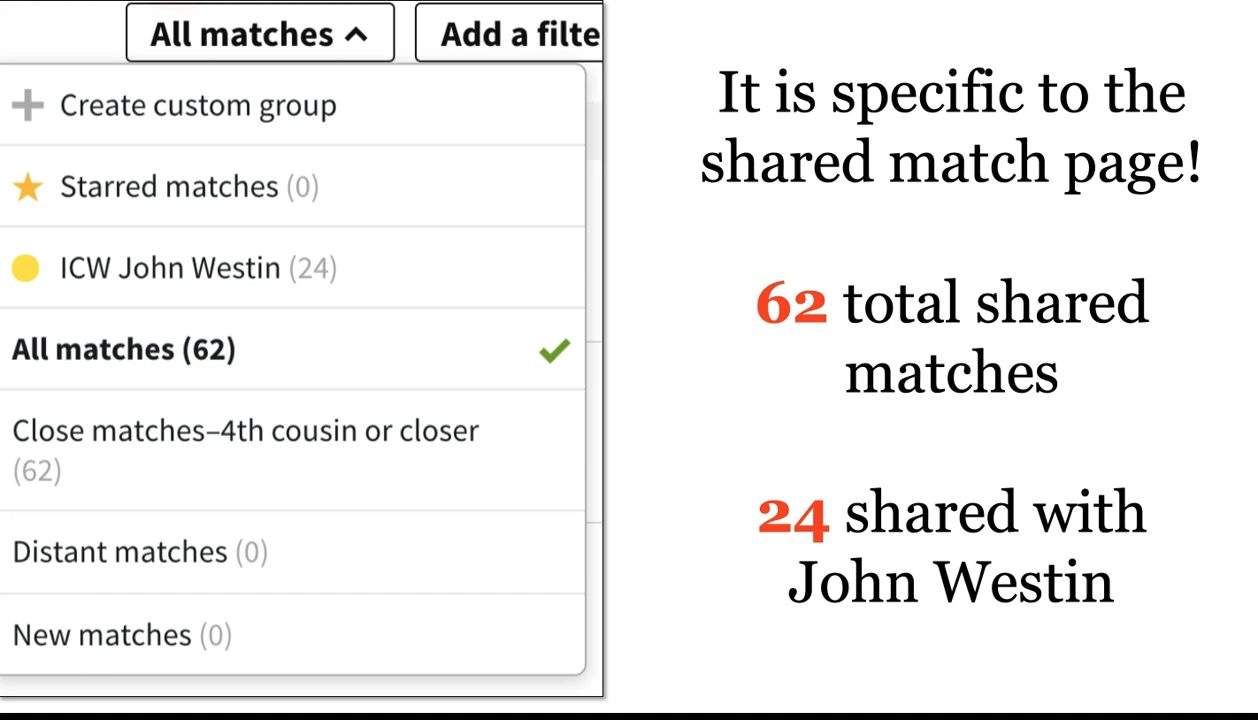 All matches
Add a filte
Create custom group
Starred matches (0)
ICW John Westin (24)
All matches (62)
Close matches–4th cousin or closer
(62)
Distant matches (0)
New matches (0)
It is specific to the
shared match page!
62 total shared
matches
24 shared with
John Westin